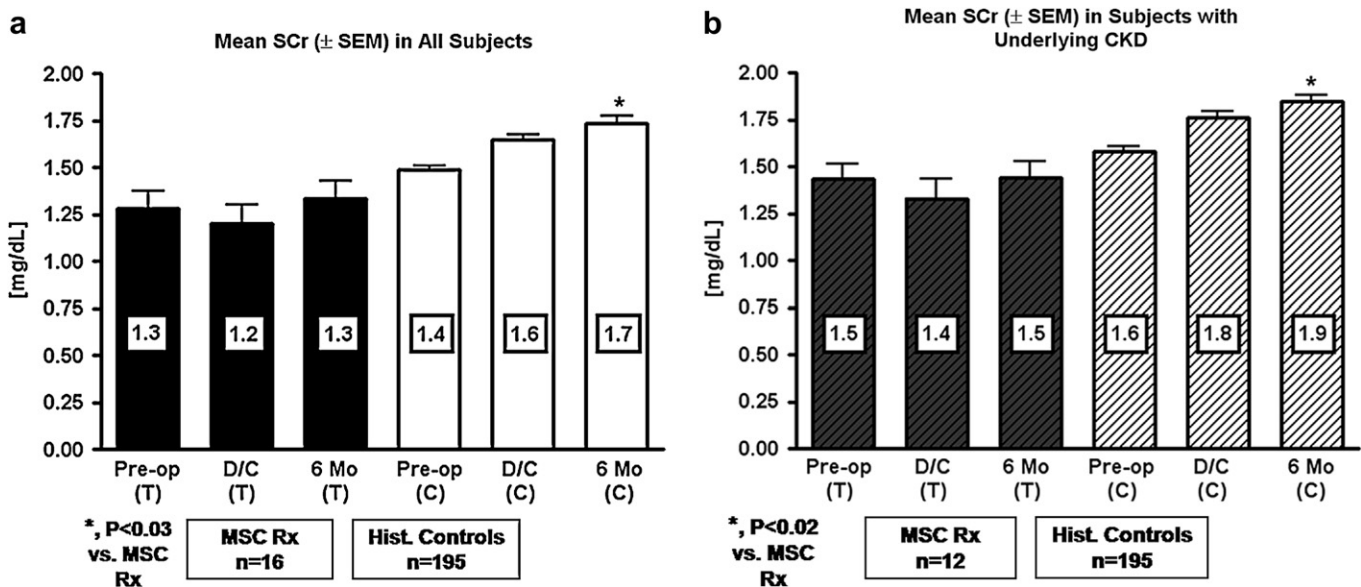 a
Mean SCr (± SEM) in All Subjects
[mg/dL]
2.00
1.75
1.50
1.25
1.00
0.75
0.50
0.25
0.00
*
1.3 1.2 1.3 1.4 1.6 1.7
Pre-op D/C 6 Mo Pre-op D/C 6 Mo
(T) (T) (T) (C) (C) (C)
*, P<0.03
vs. MSC
Rx
MSC Rx
n=16
Hist. Controls
n=195
b
Mean SCr (± SEM) in Subjects with
Underlying CKD
[mg/dL]
2.00
1.75
1.50
1.25
1.00
0.75
0.50
0.25
0.00
*
1.5 1.4 1.5 1.6 1.8 1.9
Pre-op D/C 6 Mo Pre-op D/C 6 Mo
(T) (T) (T) (C) (C) (C)
*, P<0.02
vs. MSC
Rx
MSC Rx
n=12
Hist. Controls
n=195